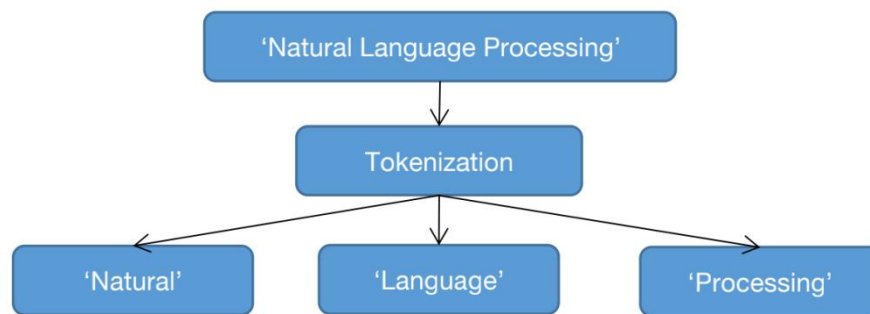 ‘Natural Language Processing’
Tokenization
‘Natural’
‘Language’
‘Processing’